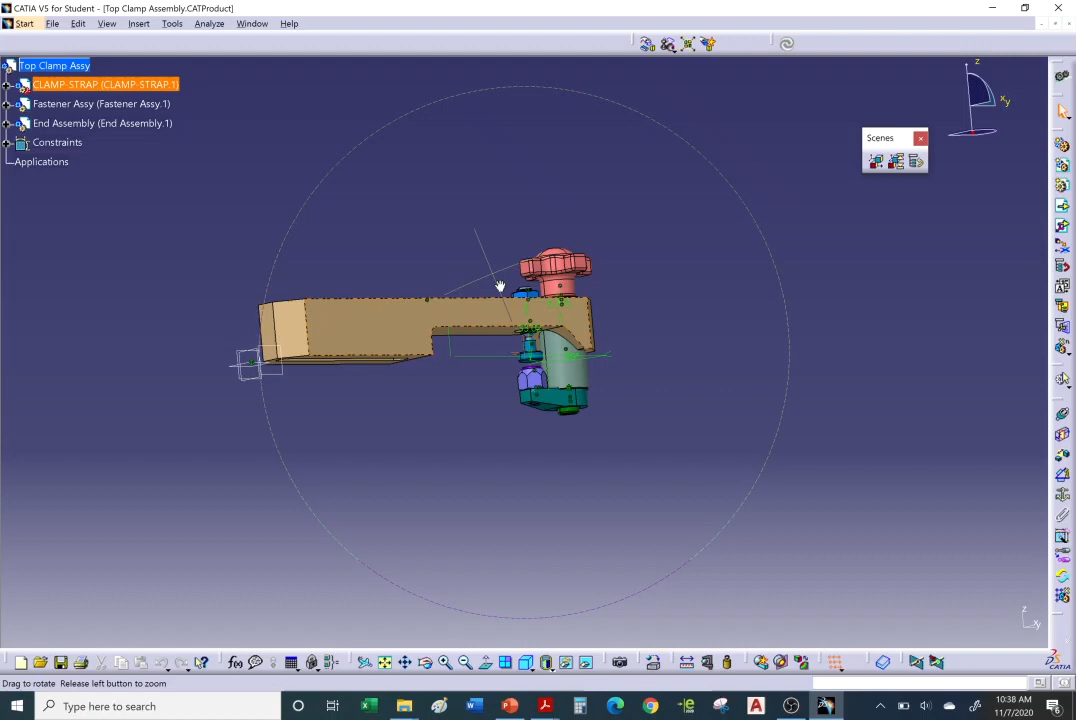 CATIA V5 for Student - [Top Clamp Assembly.CATProduct]
Start File Edit View Insert Tools Analyze Window Help
Top Clamp Assy
CLAMP-STRAP (CLAMP-STRAP.1)
Fastener Assy (Fastener Assy.1)
End Assembly (End Assembly.1)
Constraints
Applications
z
x y
Scenes
z
x y
f(x)
CATIA
Drag to rotate Release left button to zoom
Type here to search
10:38 AM
11/7/2020
6